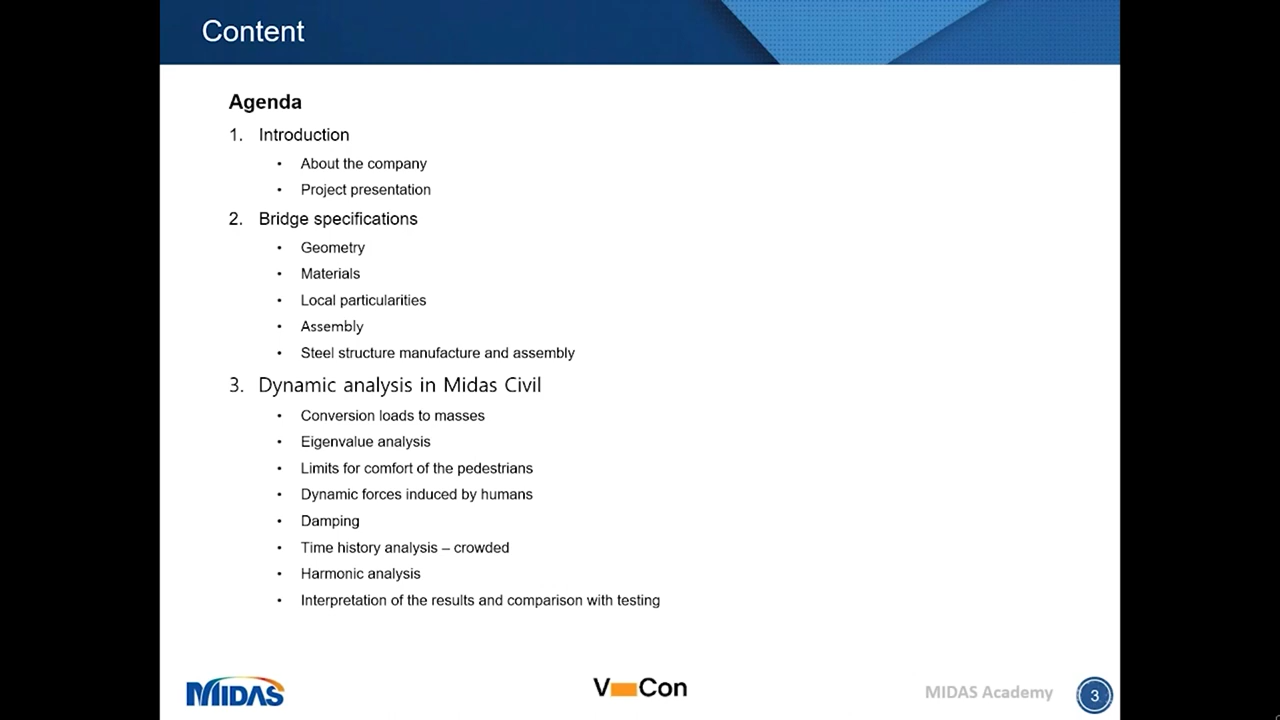 Content
Agenda
1. Introduction
• About the company
• Project presentation
2. Bridge specifications
• Geometry
• Materials
• Local particularities
• Assembly
• Steel structure manufacture and assembly
3. Dynamic analysis in Midas Civil
• Conversion loads to masses
• Eigenvalue analysis
• Limits for comfort of the pedestrians
• Dynamic forces induced by humans
• Damping
• Time history analysis – crowded
• Harmonic analysis
• Interpretation of the results and comparison with testing
MIDAS
V Con
MIDAS Academy
3